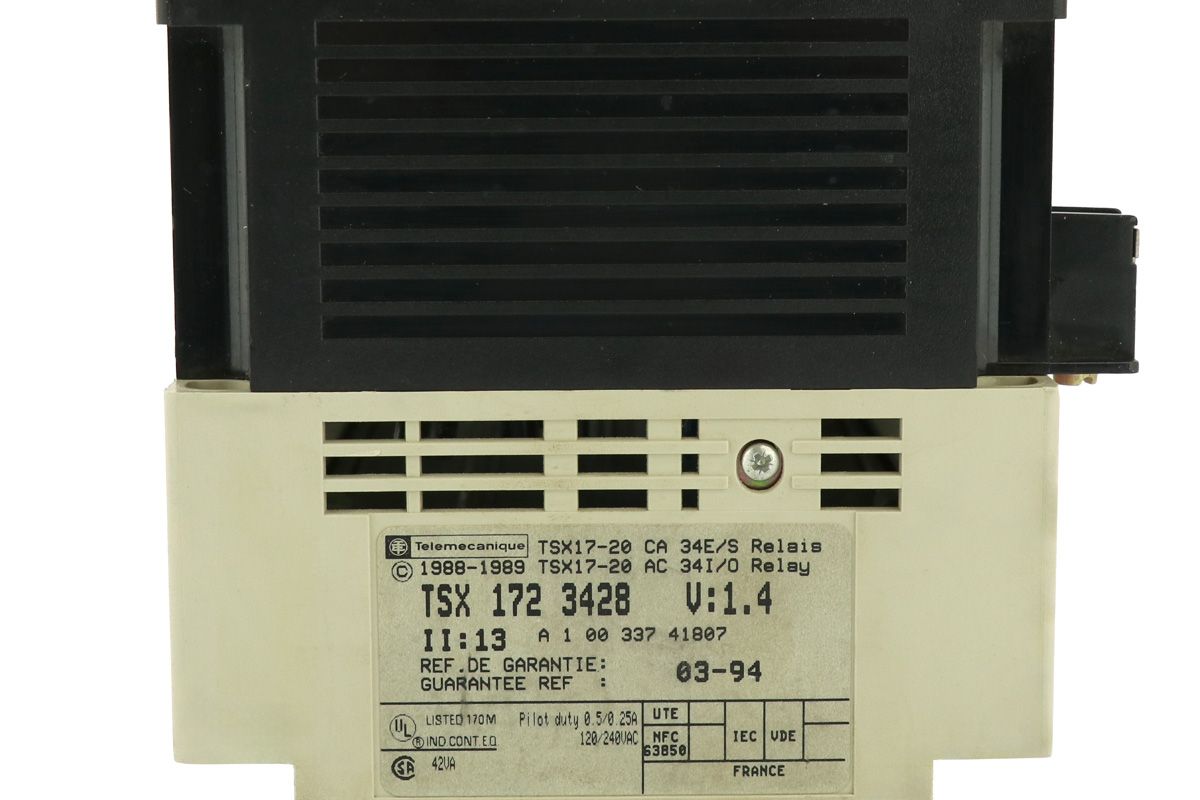 Telemecanique TSX17-20 CA 34E/S Relais
© 1988-1989 TSX17-20 AC 34I/O Relay
TSX 172 3428 V:1.4
II:13 A 1 00 337 41807
REF.DE GARANTIE:
GUARANTEE REF : 03-94
UL LISTED 170M Pilot duty 0.5/0.25A
® IND.CONT.EQ 120/240VAC
SA 42VA
UTE
NFC 63850 IEC VDE
FRANCE